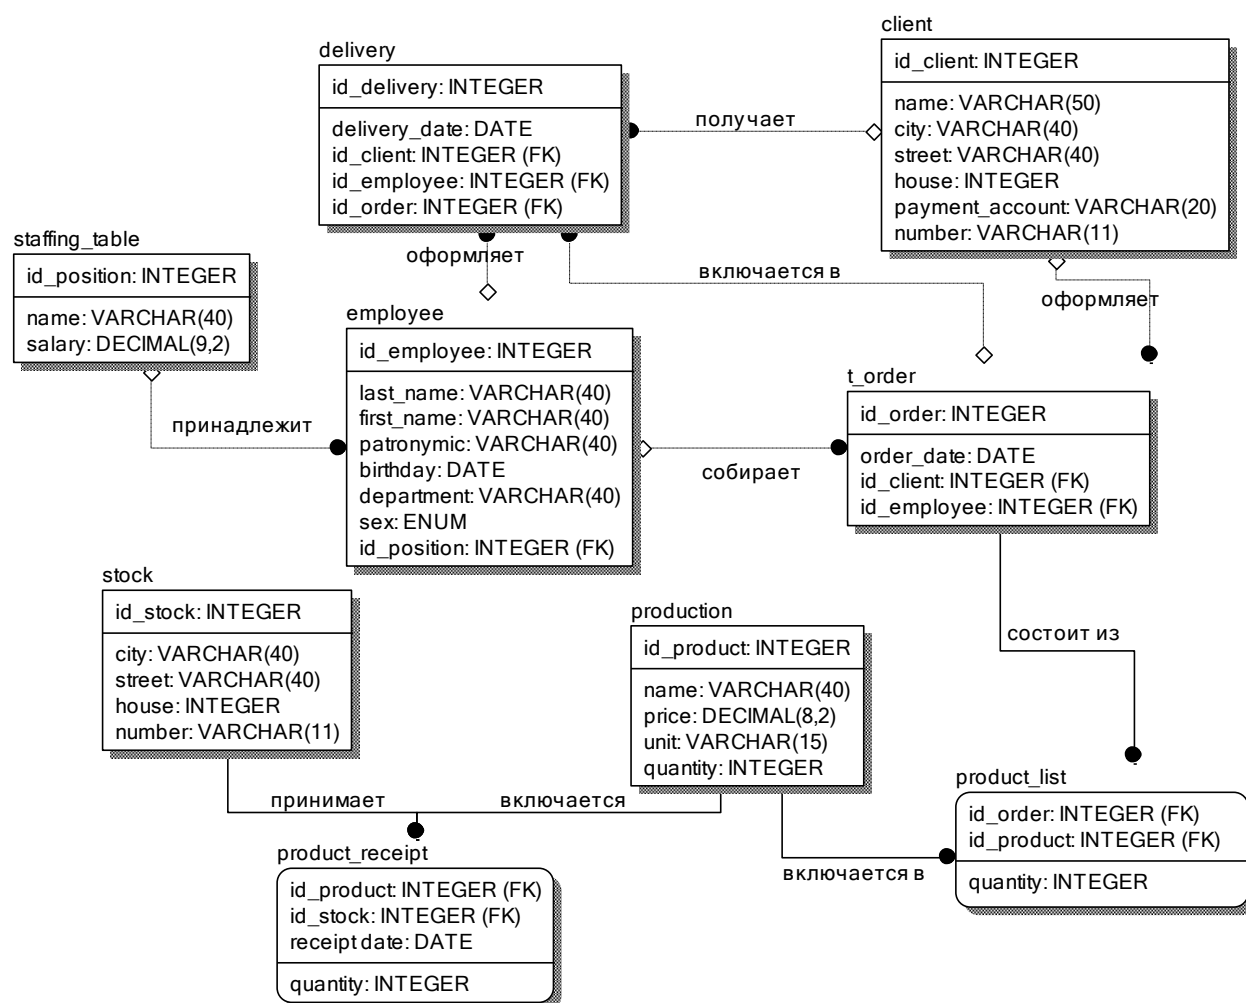 client
id_client: INTEGER
name: VARCHAR(50)
city: VARCHAR(40)
street: VARCHAR(40)
house: INTEGER
payment_account: VARCHAR(20)
number: VARCHAR(11)
delivery
id_delivery: INTEGER
delivery_date: DATE
id_client: INTEGER (FK)
id_employee: INTEGER (FK)
id_order: INTEGER (FK)
получает
оформляет
включается в
оформляет
staffing_table
id_position: INTEGER
name: VARCHAR(40)
salary: DECIMAL(9,2)
принадлежит
employee
id_employee: INTEGER
last_name: VARCHAR(40)
first_name: VARCHAR(40)
patronymic: VARCHAR(40)
birthday: DATE
department: VARCHAR(40)
sex: ENUM
id_position: INTEGER (FK)
собирает
t_order
id_order: INTEGER
order_date: DATE
id_client: INTEGER (FK)
id_employee: INTEGER (FK)
состоит из
stock
id_stock: INTEGER
city: VARCHAR(40)
street: VARCHAR(40)
house: INTEGER
number: VARCHAR(11)
production
id_product: INTEGER
name: VARCHAR(40)
price: DECIMAL(8,2)
unit: VARCHAR(15)
quantity: INTEGER
принимает
включается
включается в
product_list
id_order: INTEGER (FK)
id_product: INTEGER (FK)
quantity: INTEGER
product_receipt
id_product: INTEGER (FK)
id_stock: INTEGER (FK)
receipt date: DATE
quantity: INTEGER